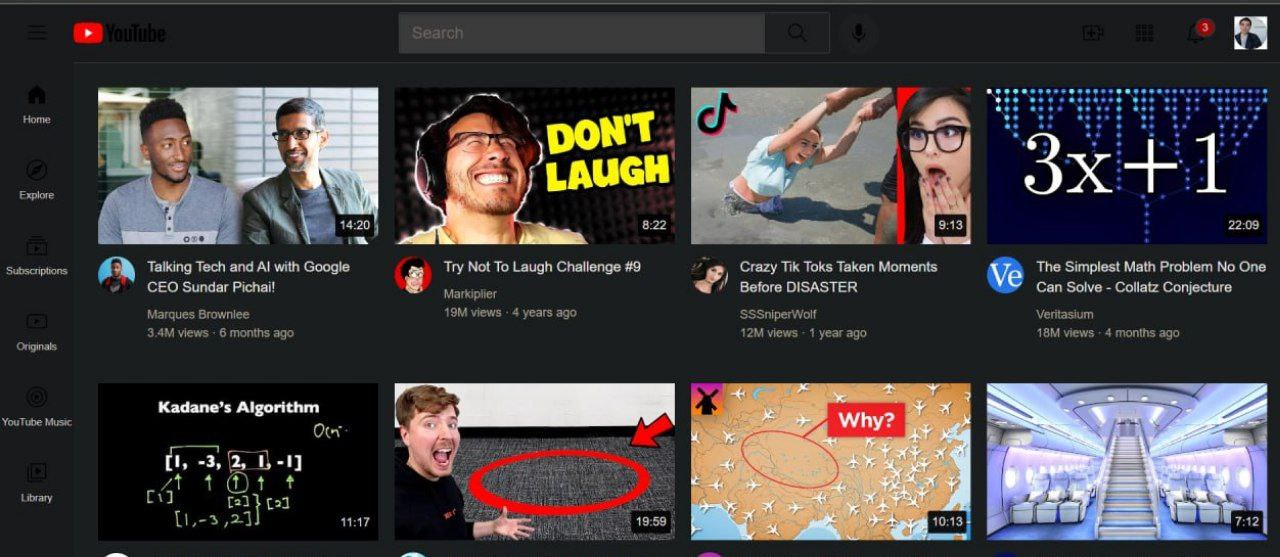 YouTube
Search
3
Home
Explore
Subscriptions
Originals
YouTube Music
Library
14:20
Talking Tech and AI with Google
CEO Sundar Pichai!
Marques Brownlee
3.4M views · 6 months ago
DON'T
LAUGH
8:22
Try Not To Laugh Challenge #9
Markiplier
19M views · 4 years ago
9:13
Crazy Tik Toks Taken Moments
Before DISASTER
SSSniperWolf
12M views · 1 year ago
3x+1
22:09
Ve
The Simplest Math Problem No One
Can Solve - Collatz Conjecture
Veritasium
18M views · 4 months ago
Kadane's Algorithm
[1, -3, 2, 1, -1]
[1] [2] [2]
[1,-3,2]
11:17
19:59
Why?
10:13
7:12